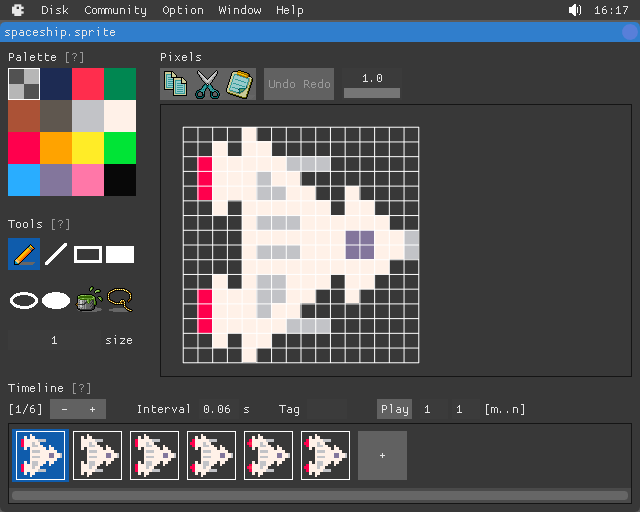 Disk Community Option Window Help 16:17
spaceship.sprite
Palette [?]
Pixels
Undo Redo
1.0
Tools [?]
1 size
Timeline [?]
[1/6] - + Interval 0.06 s Tag Play 1 1 [m..n]
+